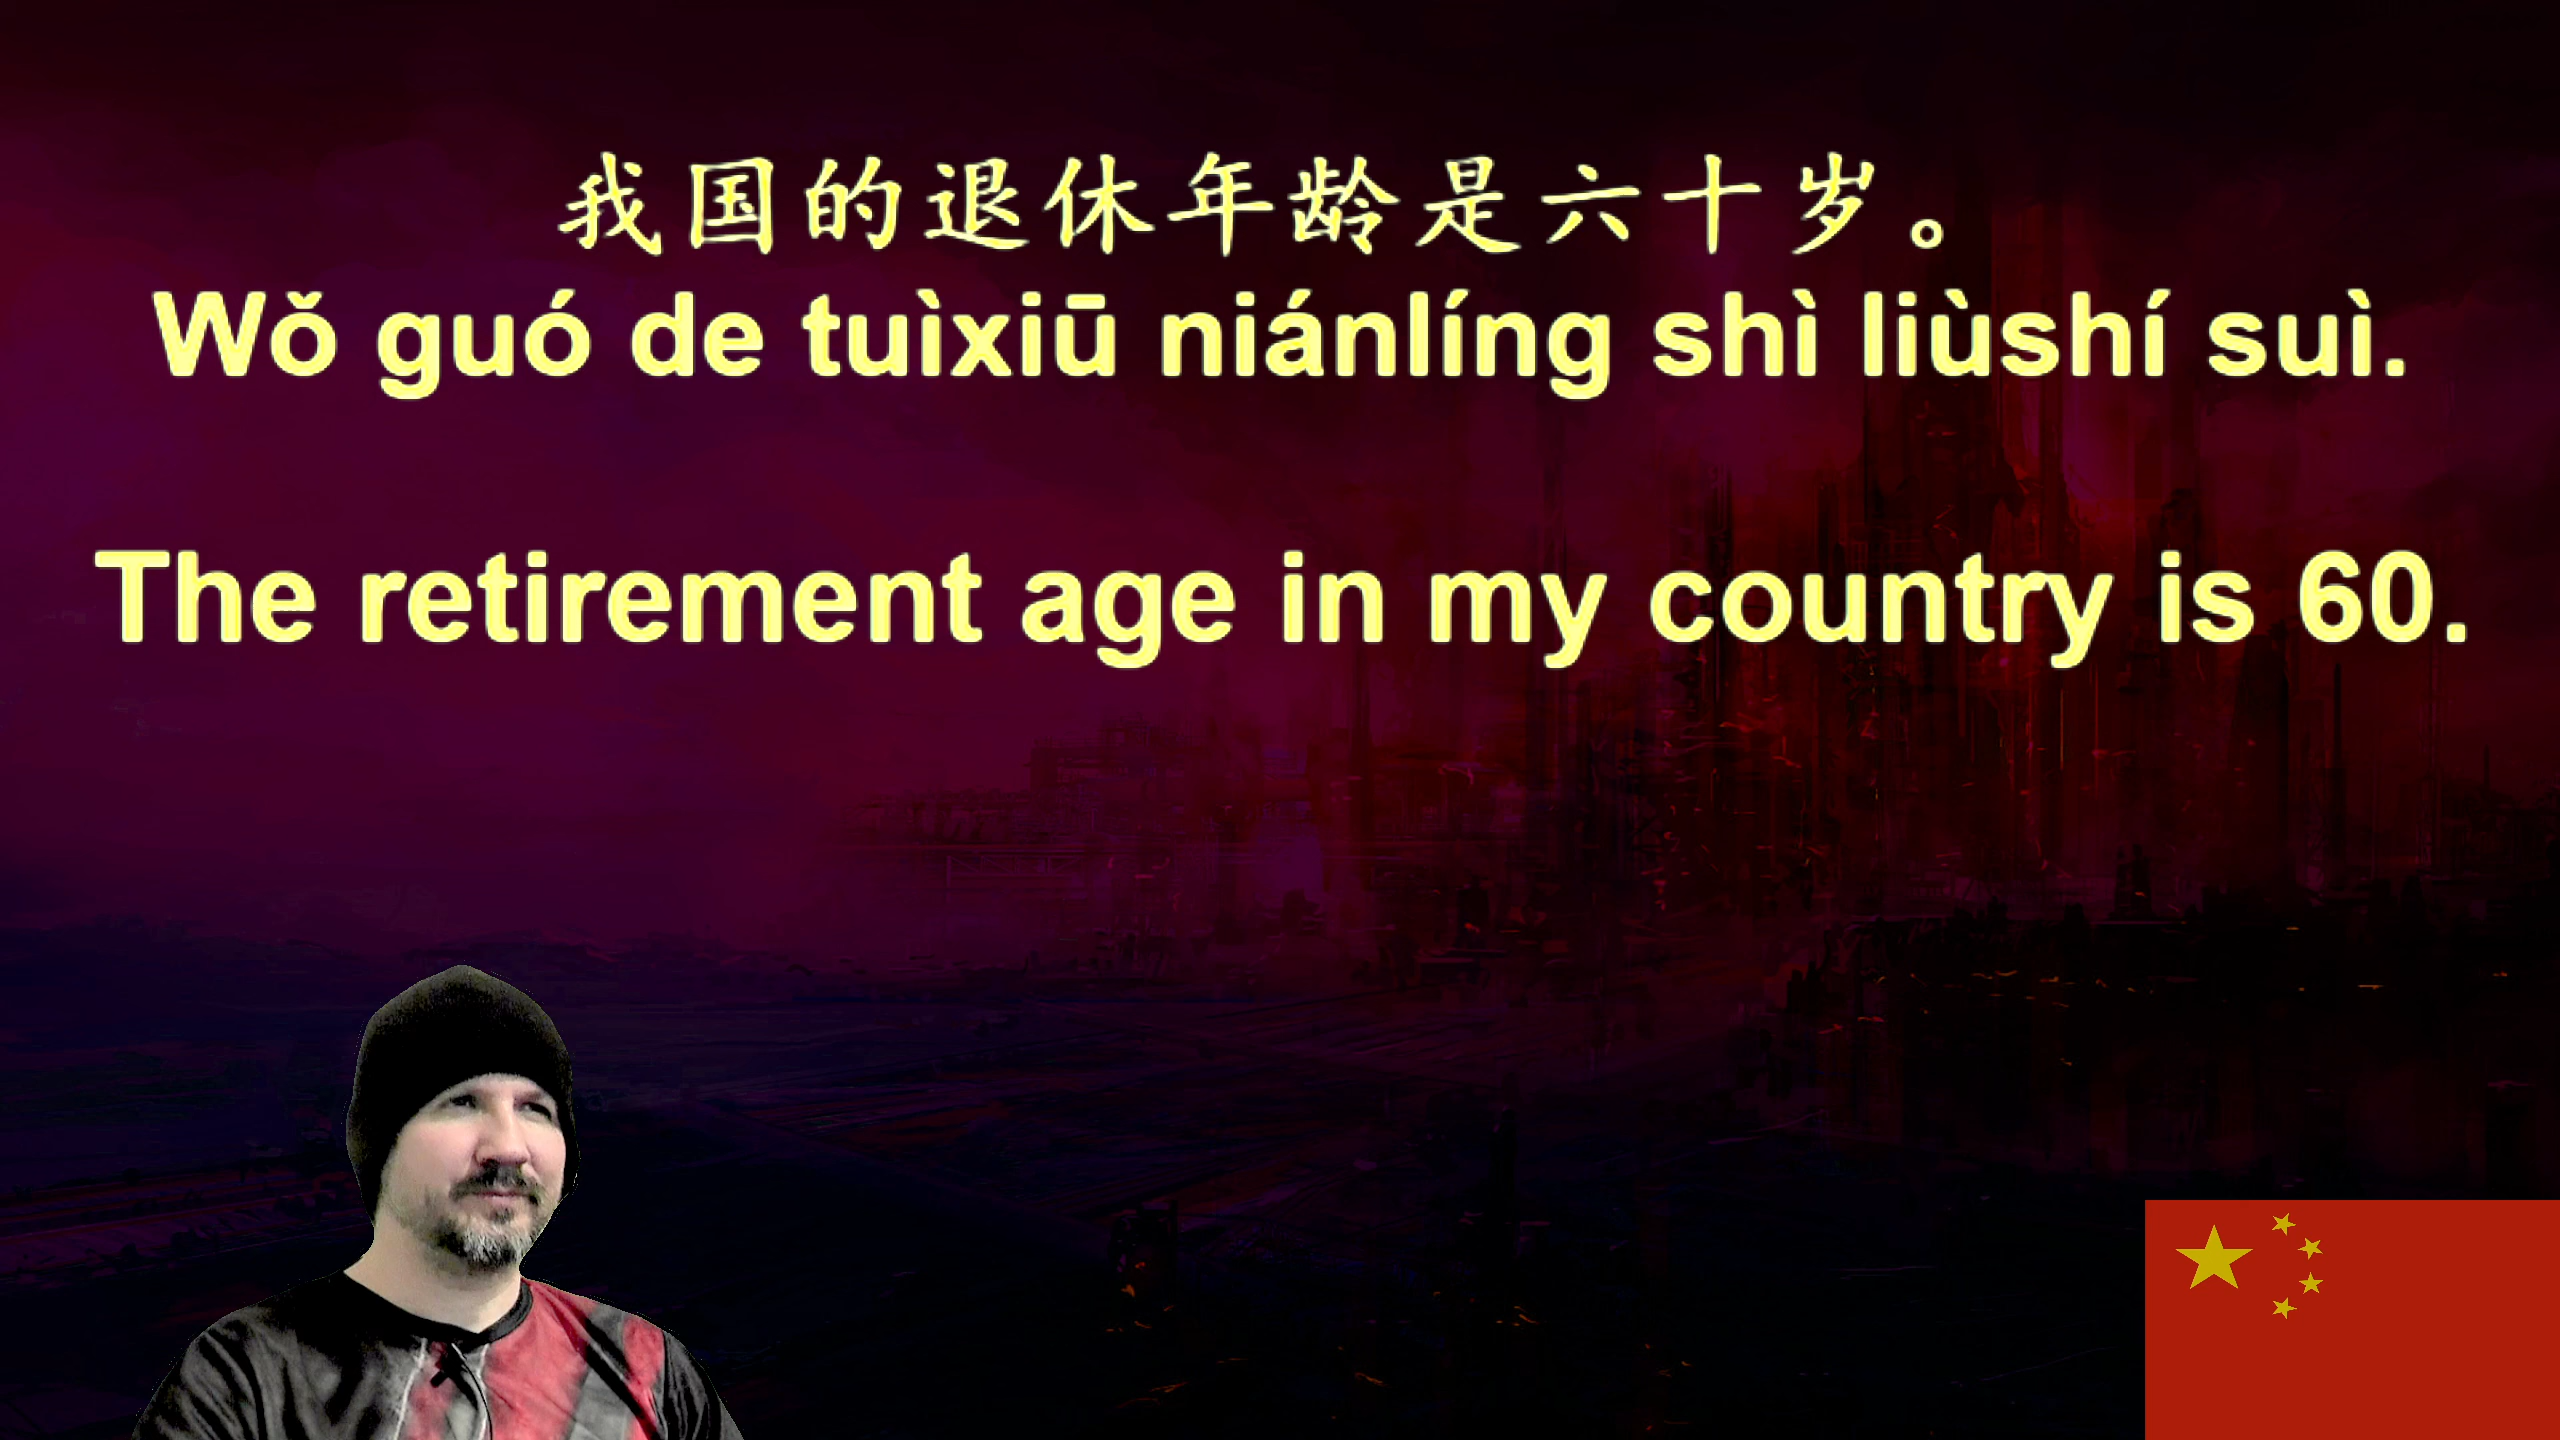 我国的退休年龄是六十岁。
Wǒ guó de tuìxiū niánlíng shì liùshí suì.
The retirement age in my country is 60.